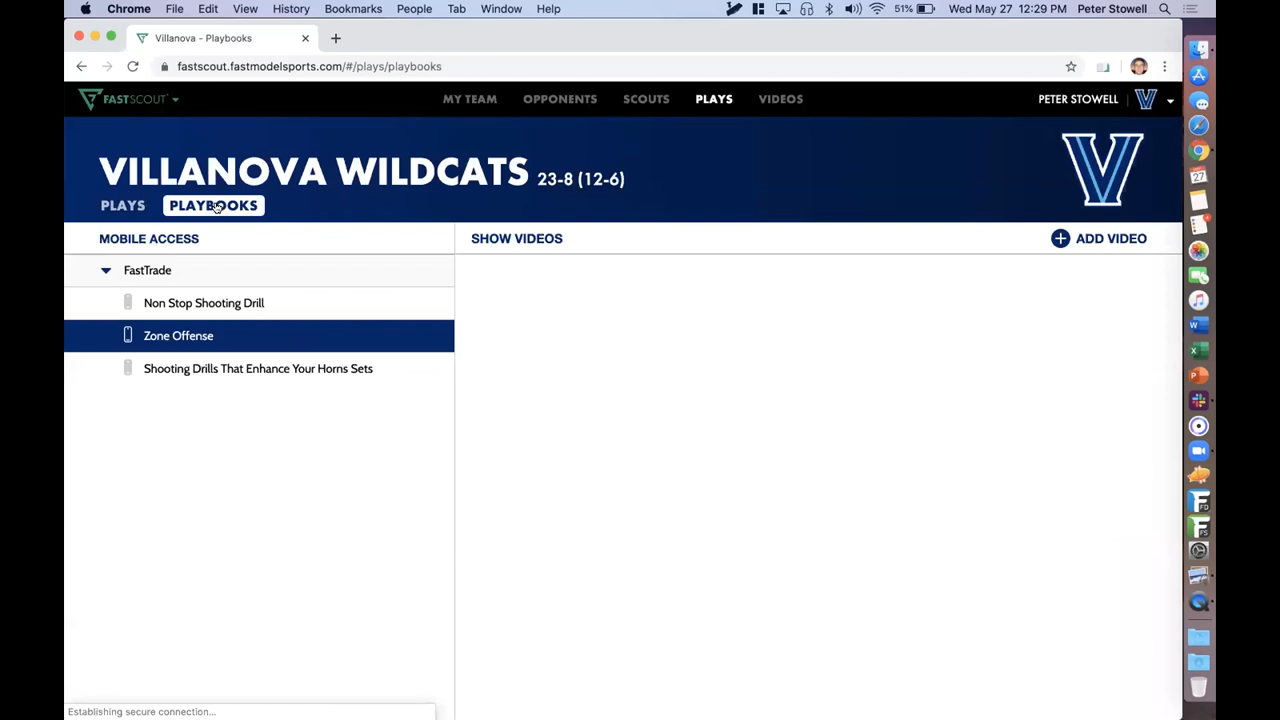 Chrome File Edit View History Bookmarks People Tab Window Help 51% Wed May 27 12:29 PM Peter Stowell
Villanova - Playbooks
fastscout.fastmodelsports.com/#/plays/playbooks
FASTSCOUT MY TEAM OPPONENTS SCOUTS PLAYS VIDEOS PETER STOWELL
VILLANOVA WILDCATS 23-8 (12-6)
PLAYS PLAYBOOKS
MOBILE ACCESS SHOW VIDEOS ADD VIDEO
FastTrade
Non Stop Shooting Drill
Zone Offense
Shooting Drills That Enhance Your Horns Sets
Establishing secure connection...